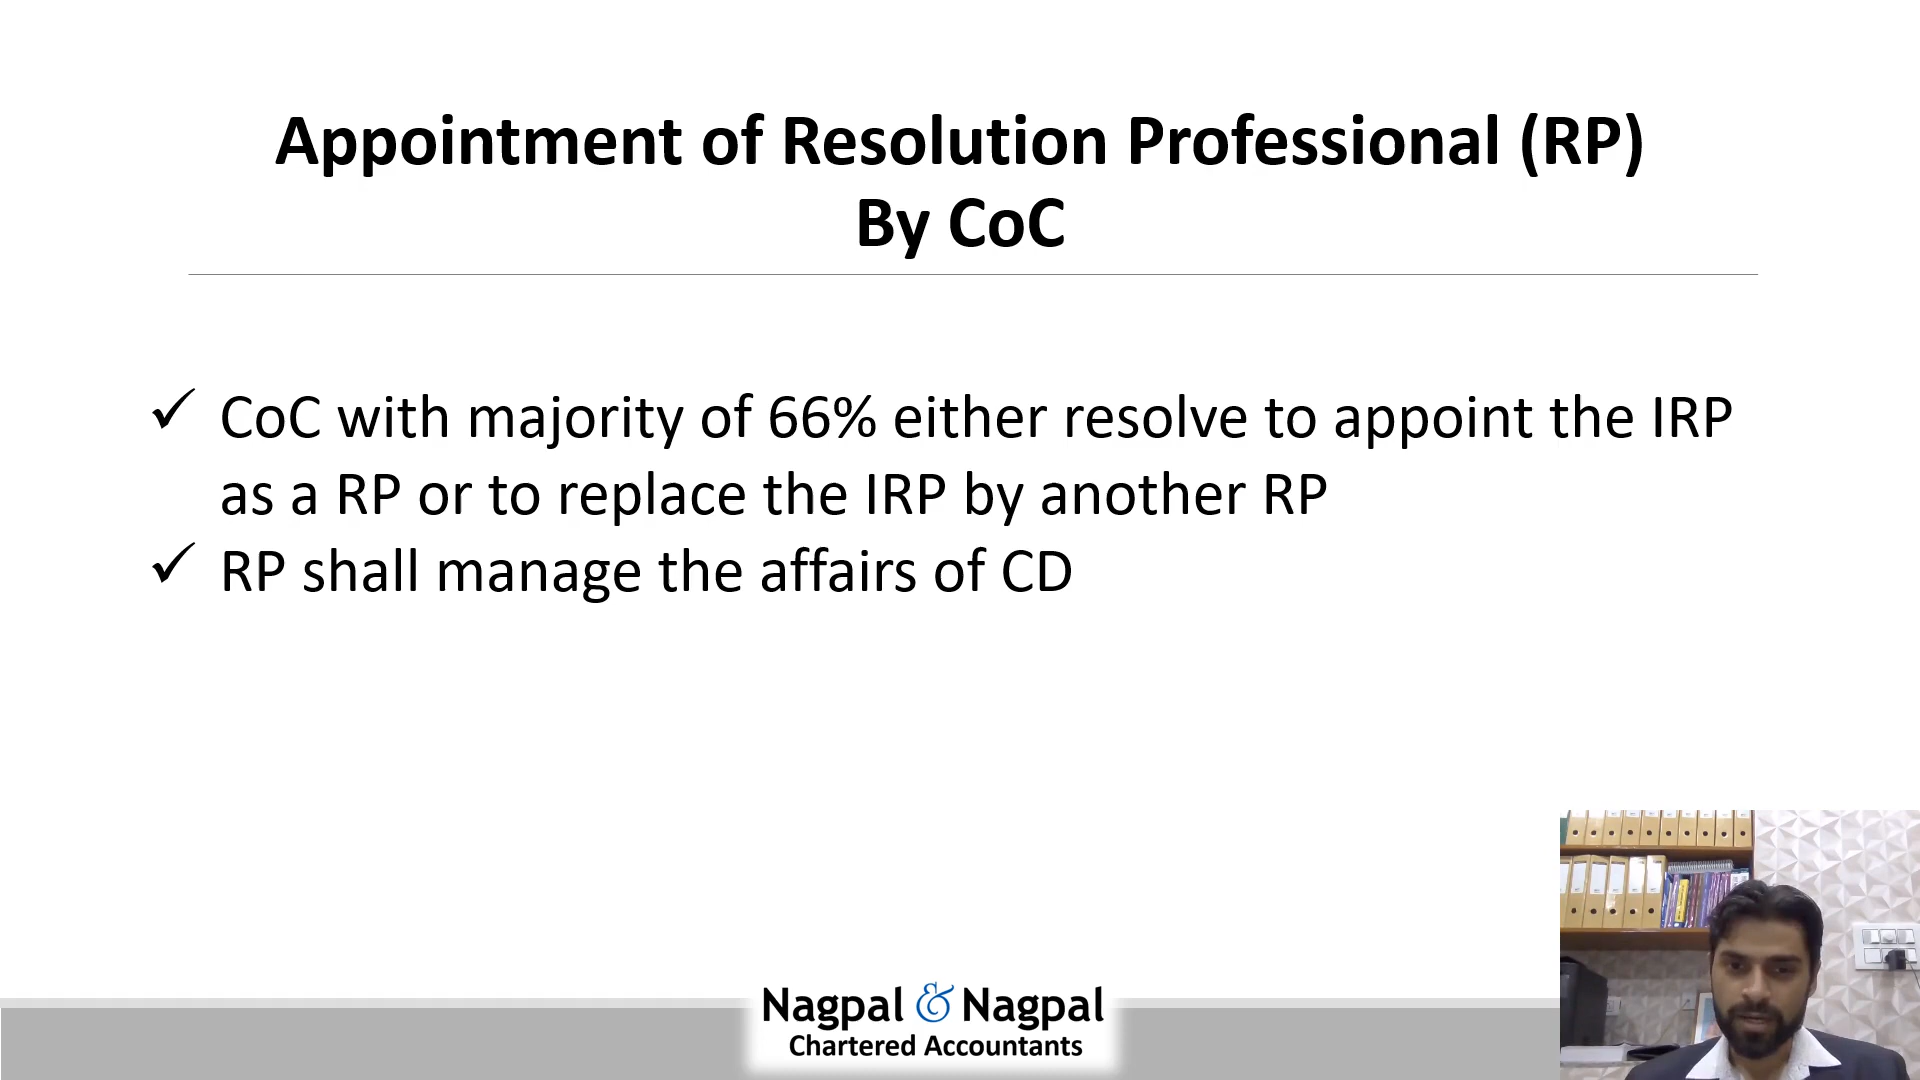 Appointment of Resolution Professional (RP)
By CoC
✓ CoC with majority of 66% either resolve to appoint the IRP
as a RP or to replace the IRP by another RP
✓ RP shall manage the affairs of CD
Nagpal & Nagpal
Chartered Accountants